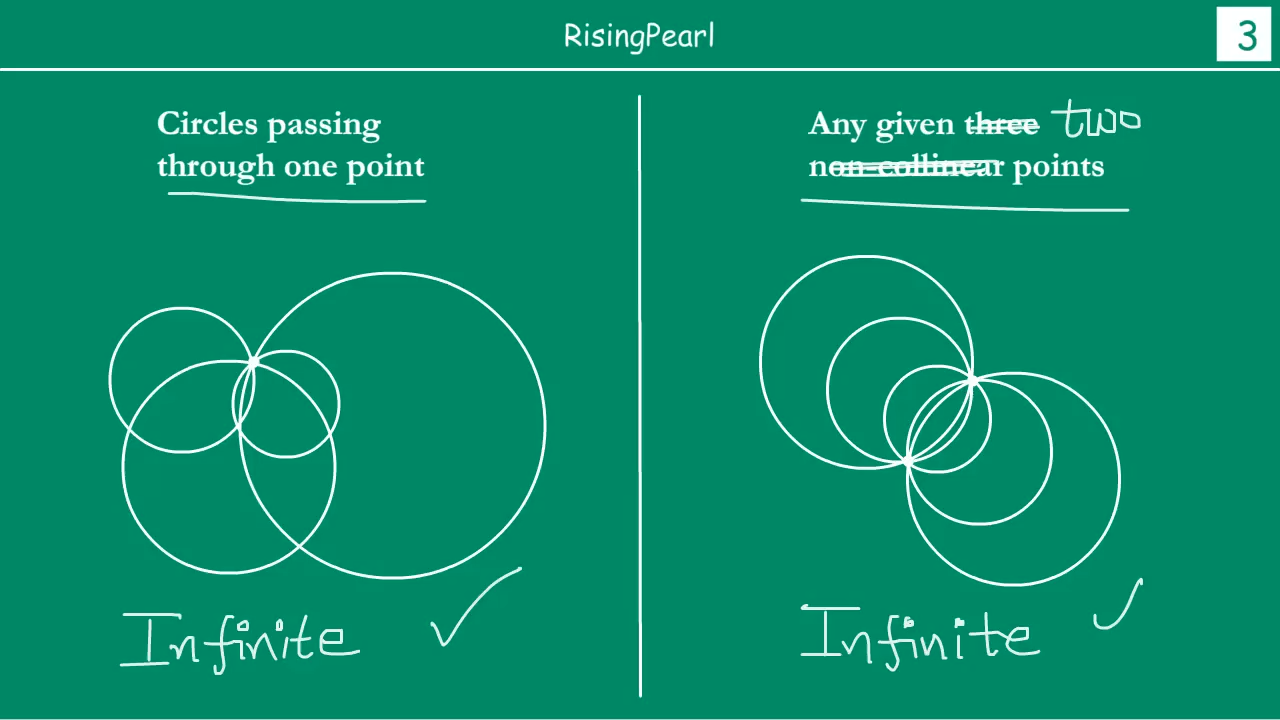 RisingPearl
3
Circles passing
through one point
Infinite
Any given three two
non-collinear points
Infinite